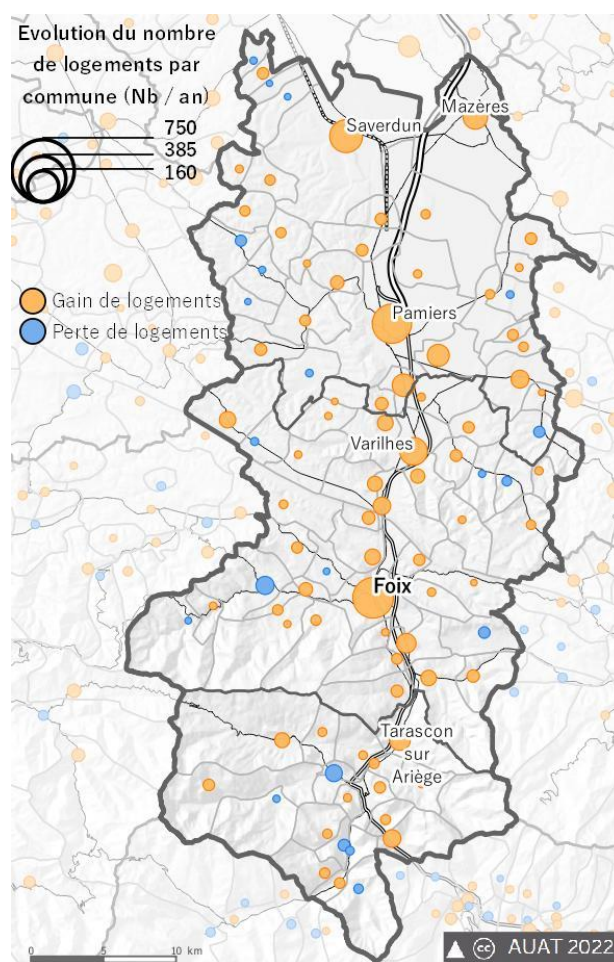 Evolution du nombre
de logements par
commune (Nb / an)
750
385
160
Mazères
Saverdun
Gain de logements
Perte de logements
Pamiers
Varilhes
Foix
Tarascon
sur
Ariège
0 5 10 km
cc AUAT 2022